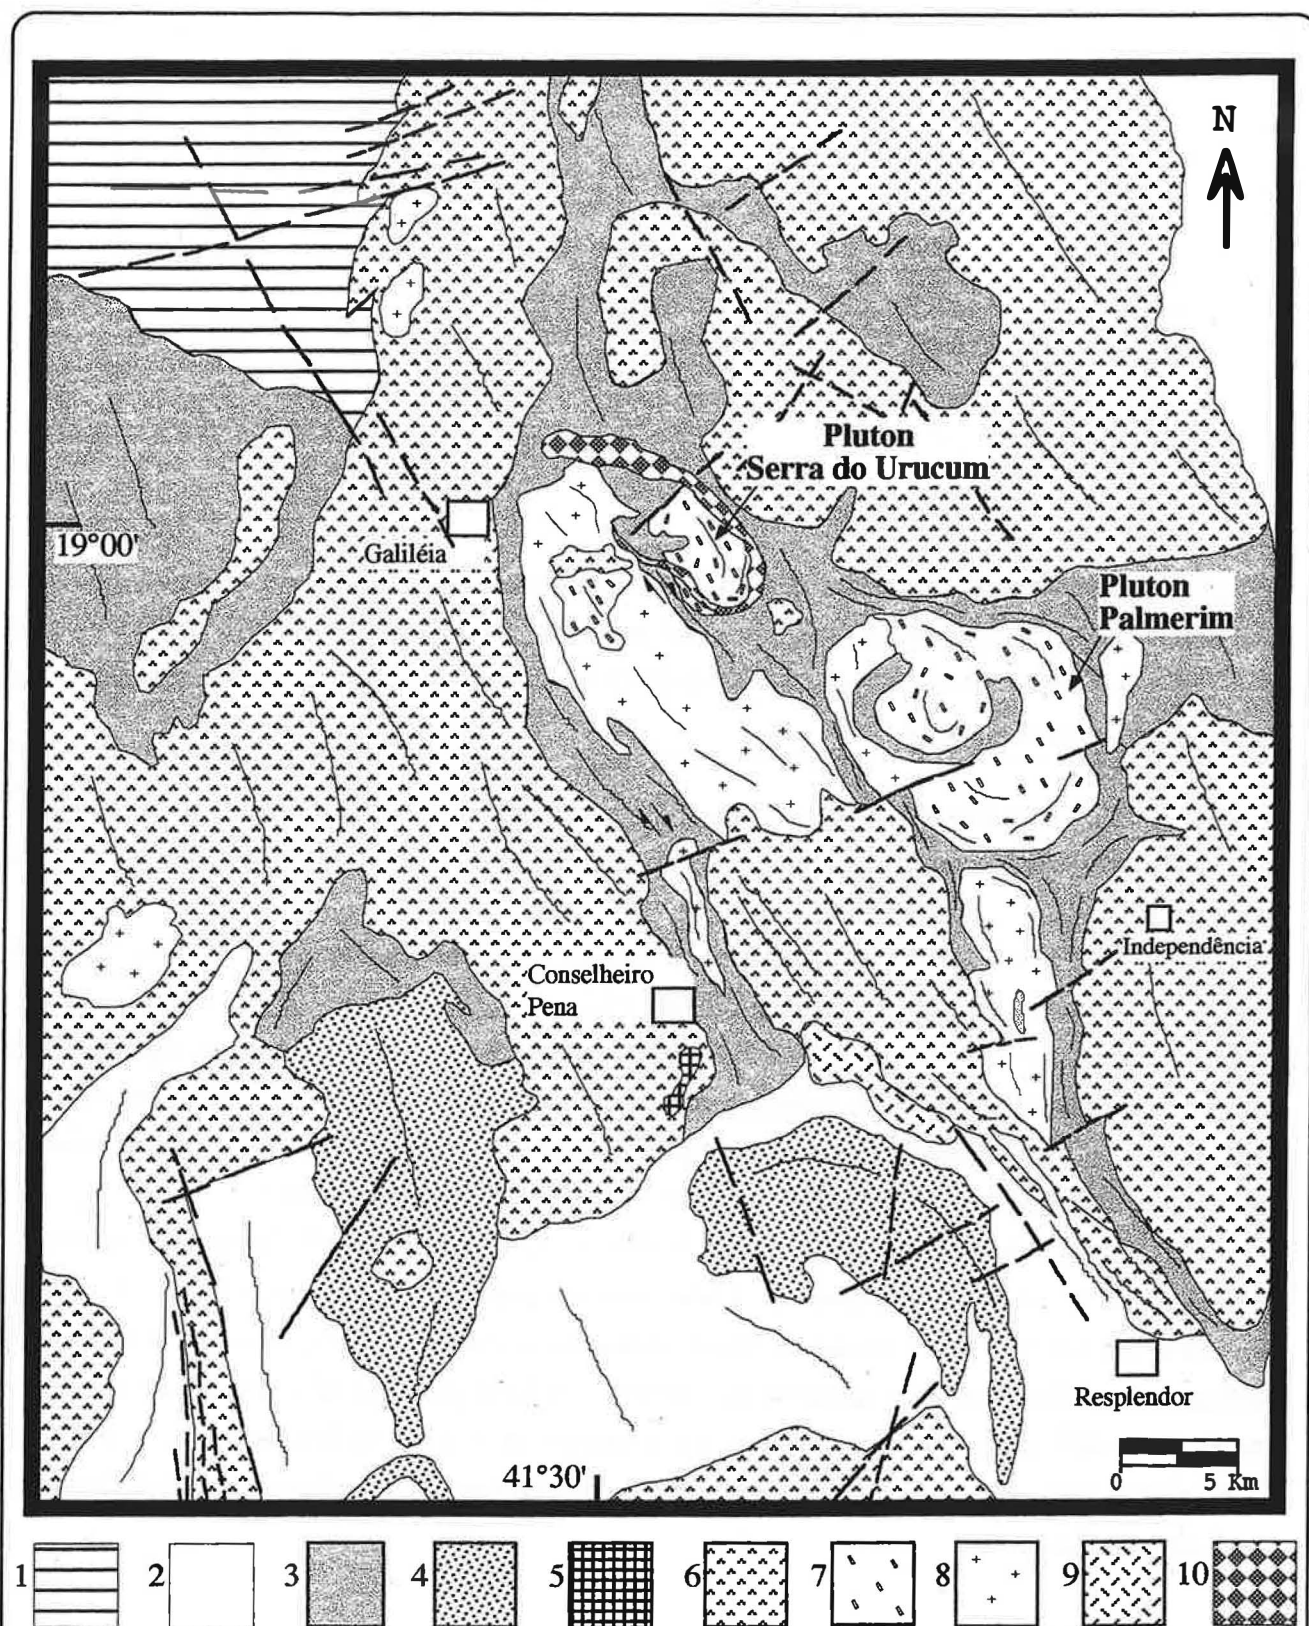 N
Pluton
Serra do Urucum
19°00'
Galiléia
Pluton
Palmerim
Independência
Conselheiro
Pena
Resplendor
41°30'
0 5 Km
1 2 3 4 5 6 7 8 9 10